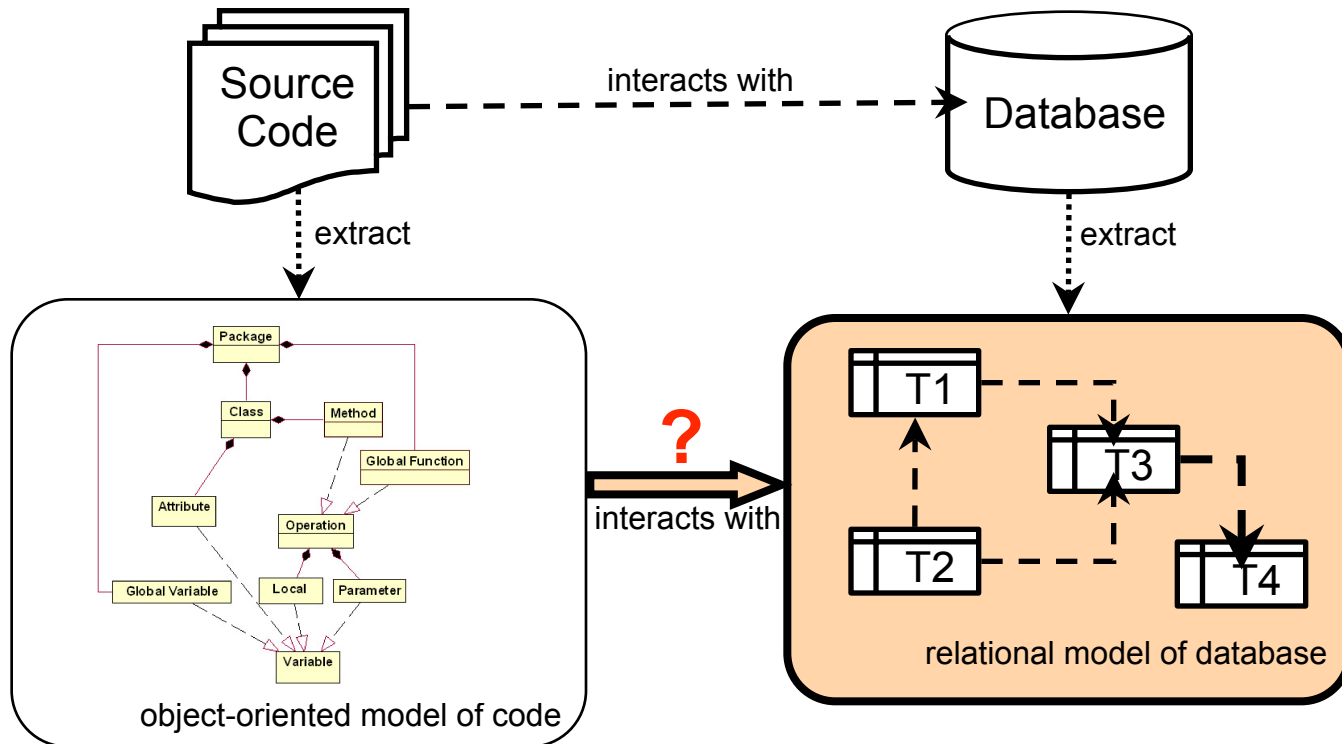 Source
Code
interacts with
Database
extract
extract
Package
Class
Method
Global Function
Attribute
Operation
Global Variable
Local
Parameter
Variable
object-oriented model of code
?
interacts with
T1
T3
T2
T4
relational model of database